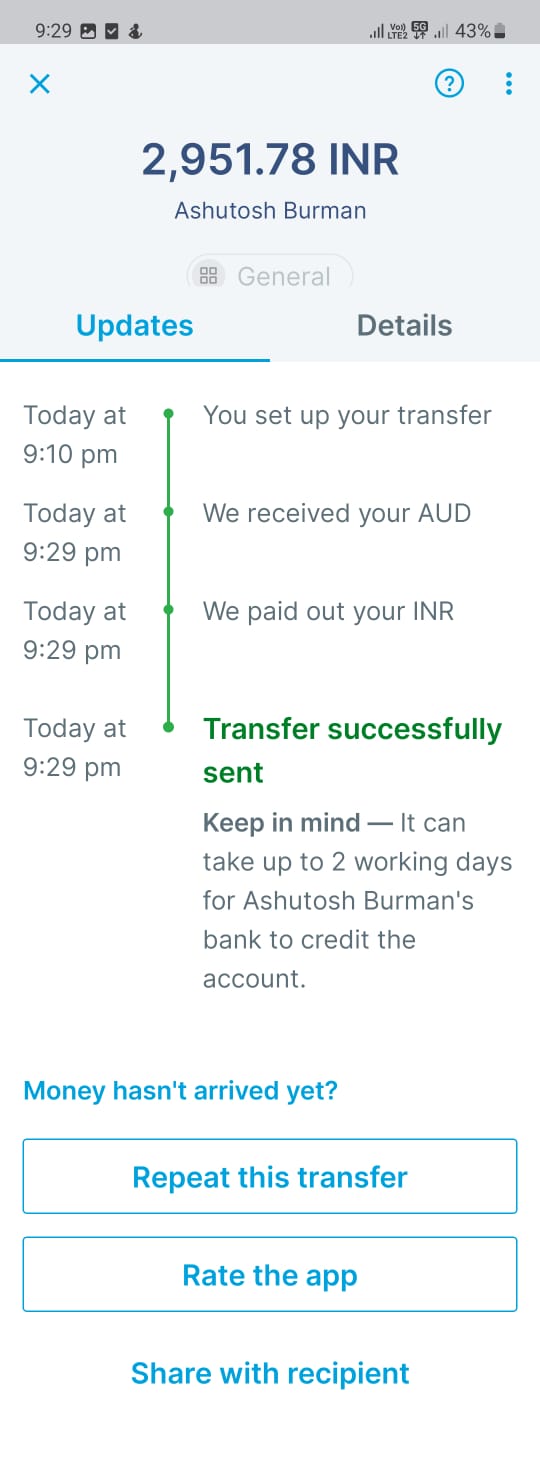 9:29 Vo)) LTE2 5G 43%
?
2,951.78 INR
Ashutosh Burman
General
Updates Details
Today at You set up your transfer
9:10 pm
Today at We received your AUD
9:29 pm
Today at We paid out your INR
9:29 pm
Today at Transfer successfully
9:29 pm sent
Keep in mind — It can
take up to 2 working days
for Ashutosh Burman's
bank to credit the
account.
Money hasn't arrived yet?
Repeat this transfer
Rate the app
Share with recipient